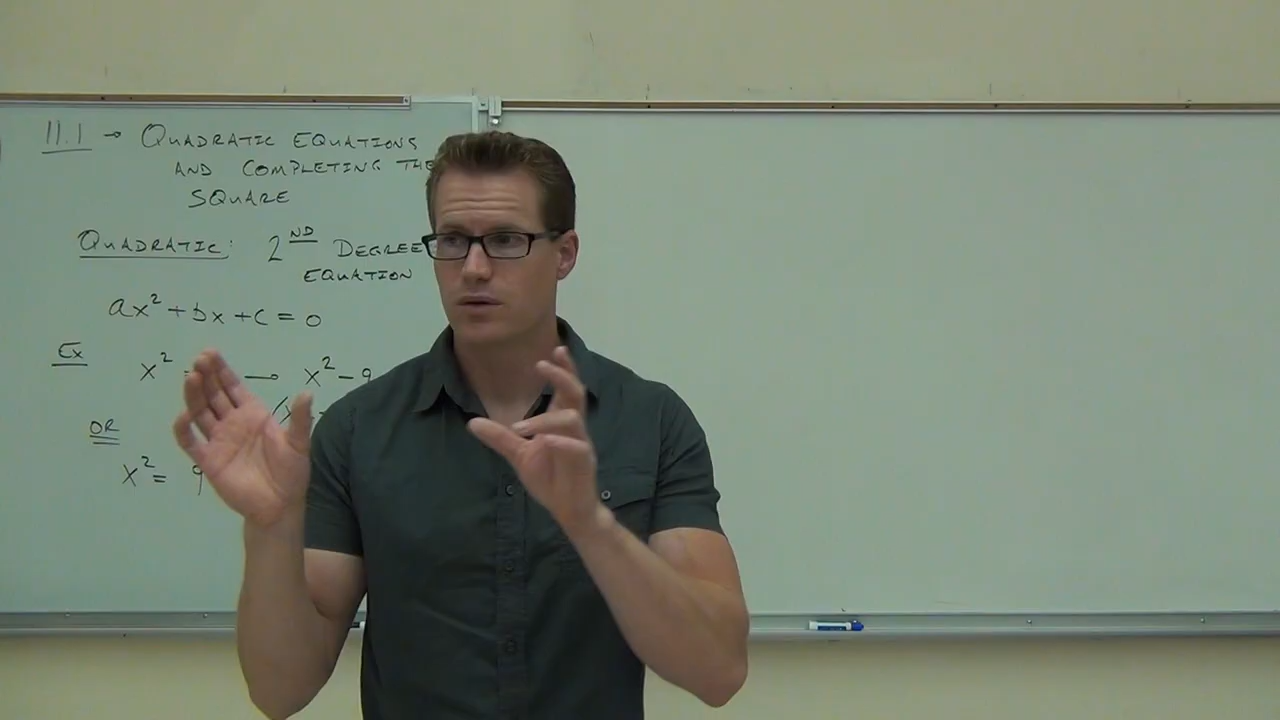 11.1 → QUADRATIC EQUATIONS
AND COMPLETING THE
SQUARE
QUADRATIC: 2ND DEGREE
EQUATION
ax² + bx + c = 0
Ex x² — x² - 9
(x
OR
x² = 9